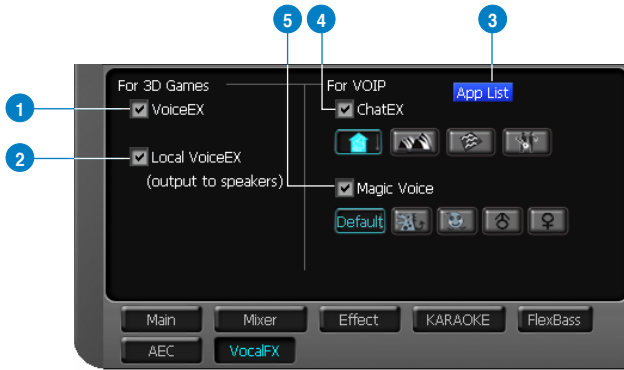 5 4 3
For 3D Games For VOIP
App List
1 VoiceEX ChatEX
2 Local VoiceEX
(output to speakers)
Magic Voice
Default
Main Mixer Effect KARAOKE FlexBass
AEC VocalFX